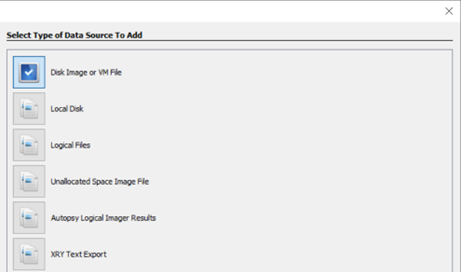 Select Type of Data Source To Add
Disk Image or VM File
Local Disk
Logical Files
Unallocated Space Image File
Autopsy Logical Imager Results
XRY Text Export